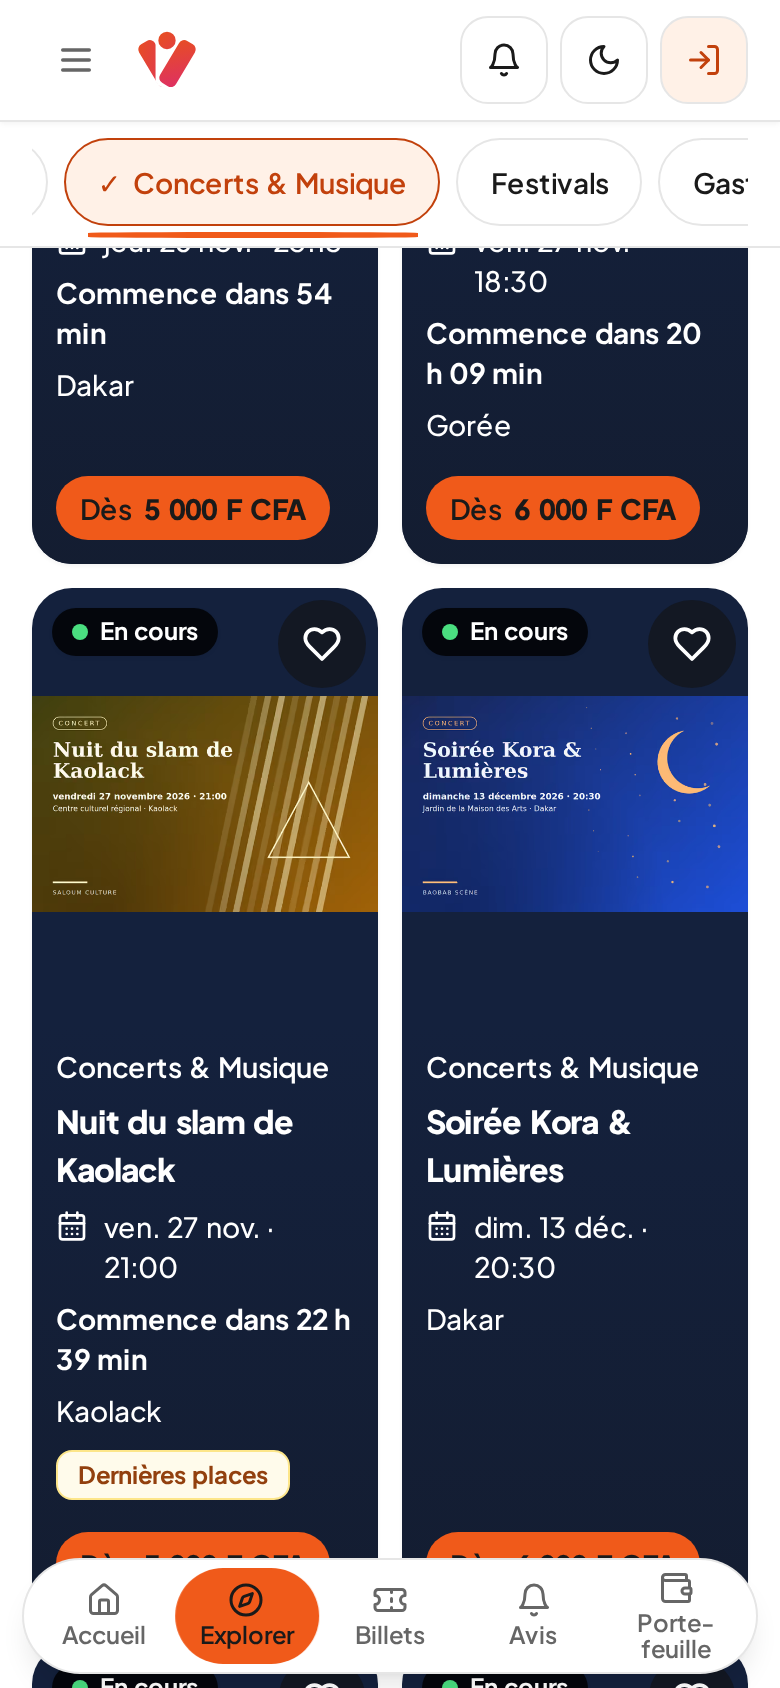 ✓ Concerts & Musique
Festivals
18:30
Commence dans 54
min
Dakar
Dès 5 000 F CFA
Commence dans 20
h 09 min
Gorée
Dès 6 000 F CFA
En cours
CONCERT
Nuit du slam de
Kaolack
vendredi 27 novembre 2026 · 21:00
Centre culturel régional · Kaolack
SALOUM CULTURE
Concerts & Musique
Nuit du slam de
Kaolack
ven. 27 nov. ·
21:00
Commence dans 22 h
39 min
Kaolack
Dernières places
En cours
CONCERT
Soirée Kora &
Lumières
dimanche 13 décembre 2026 · 20:30
Jardin de la Maison des Arts · Dakar
BAOBAB SCÈNE
Concerts & Musique
Soirée Kora &
Lumières
dim. 13 déc. ·
20:30
Dakar
Accueil
Explorer
Billets
Avis
Porte-
feuille
En cours
En cours